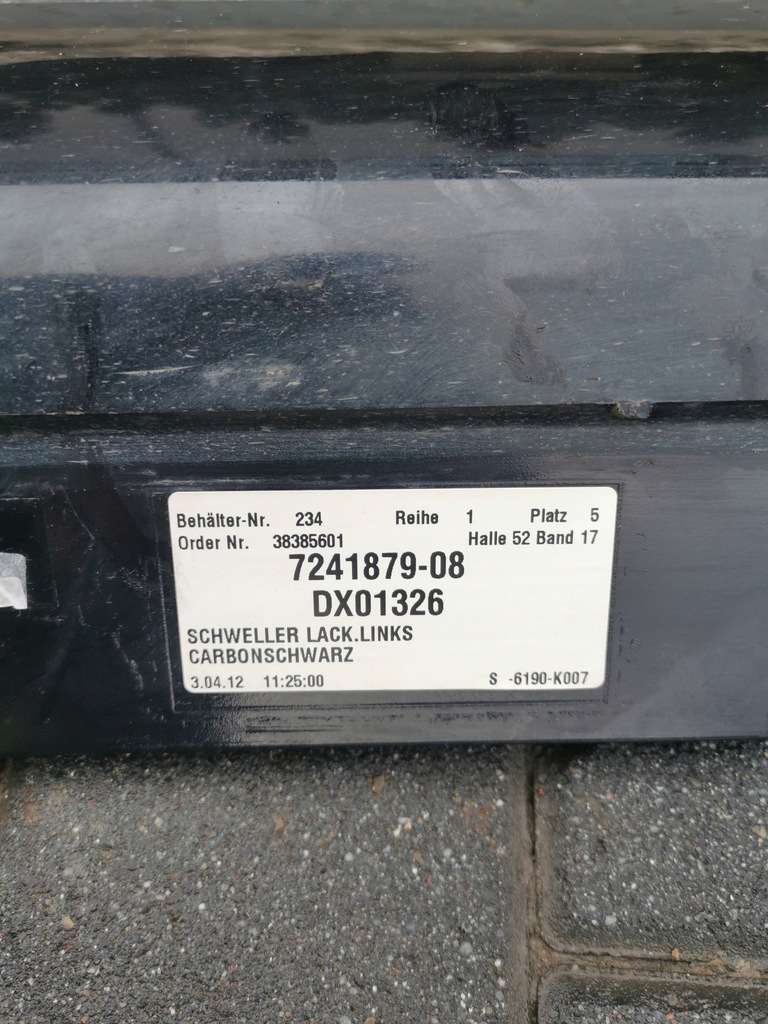 Behälter-Nr. 234 Reihe 1 Platz 5
Order Nr. 38385601 Halle 52 Band 17
7241879-08
DX01326
SCHWELLER LACK.LINKS
CARBONSCHWARZ
3.04.12 11:25:00 S -6190-K007